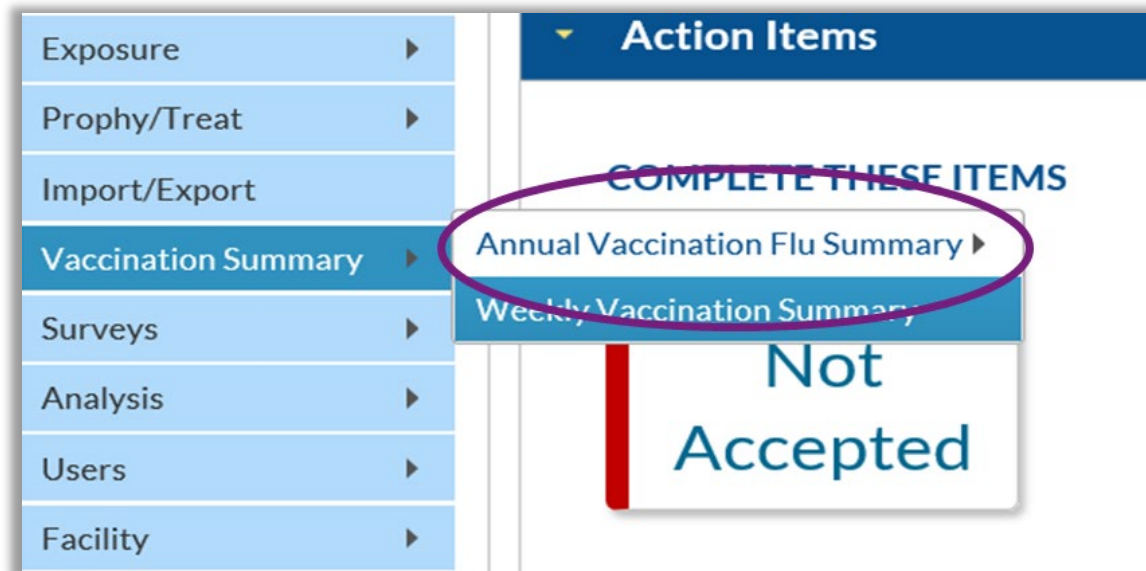 Exposure
Prophy/Treat
Import/Export
Vaccination Summary
Surveys
Analysis
Users
Facility
Action Items
COMPLETE THESE ITEMS
Annual Vaccination Flu Summary
Weekly Vaccination Summary
Not
Accepted